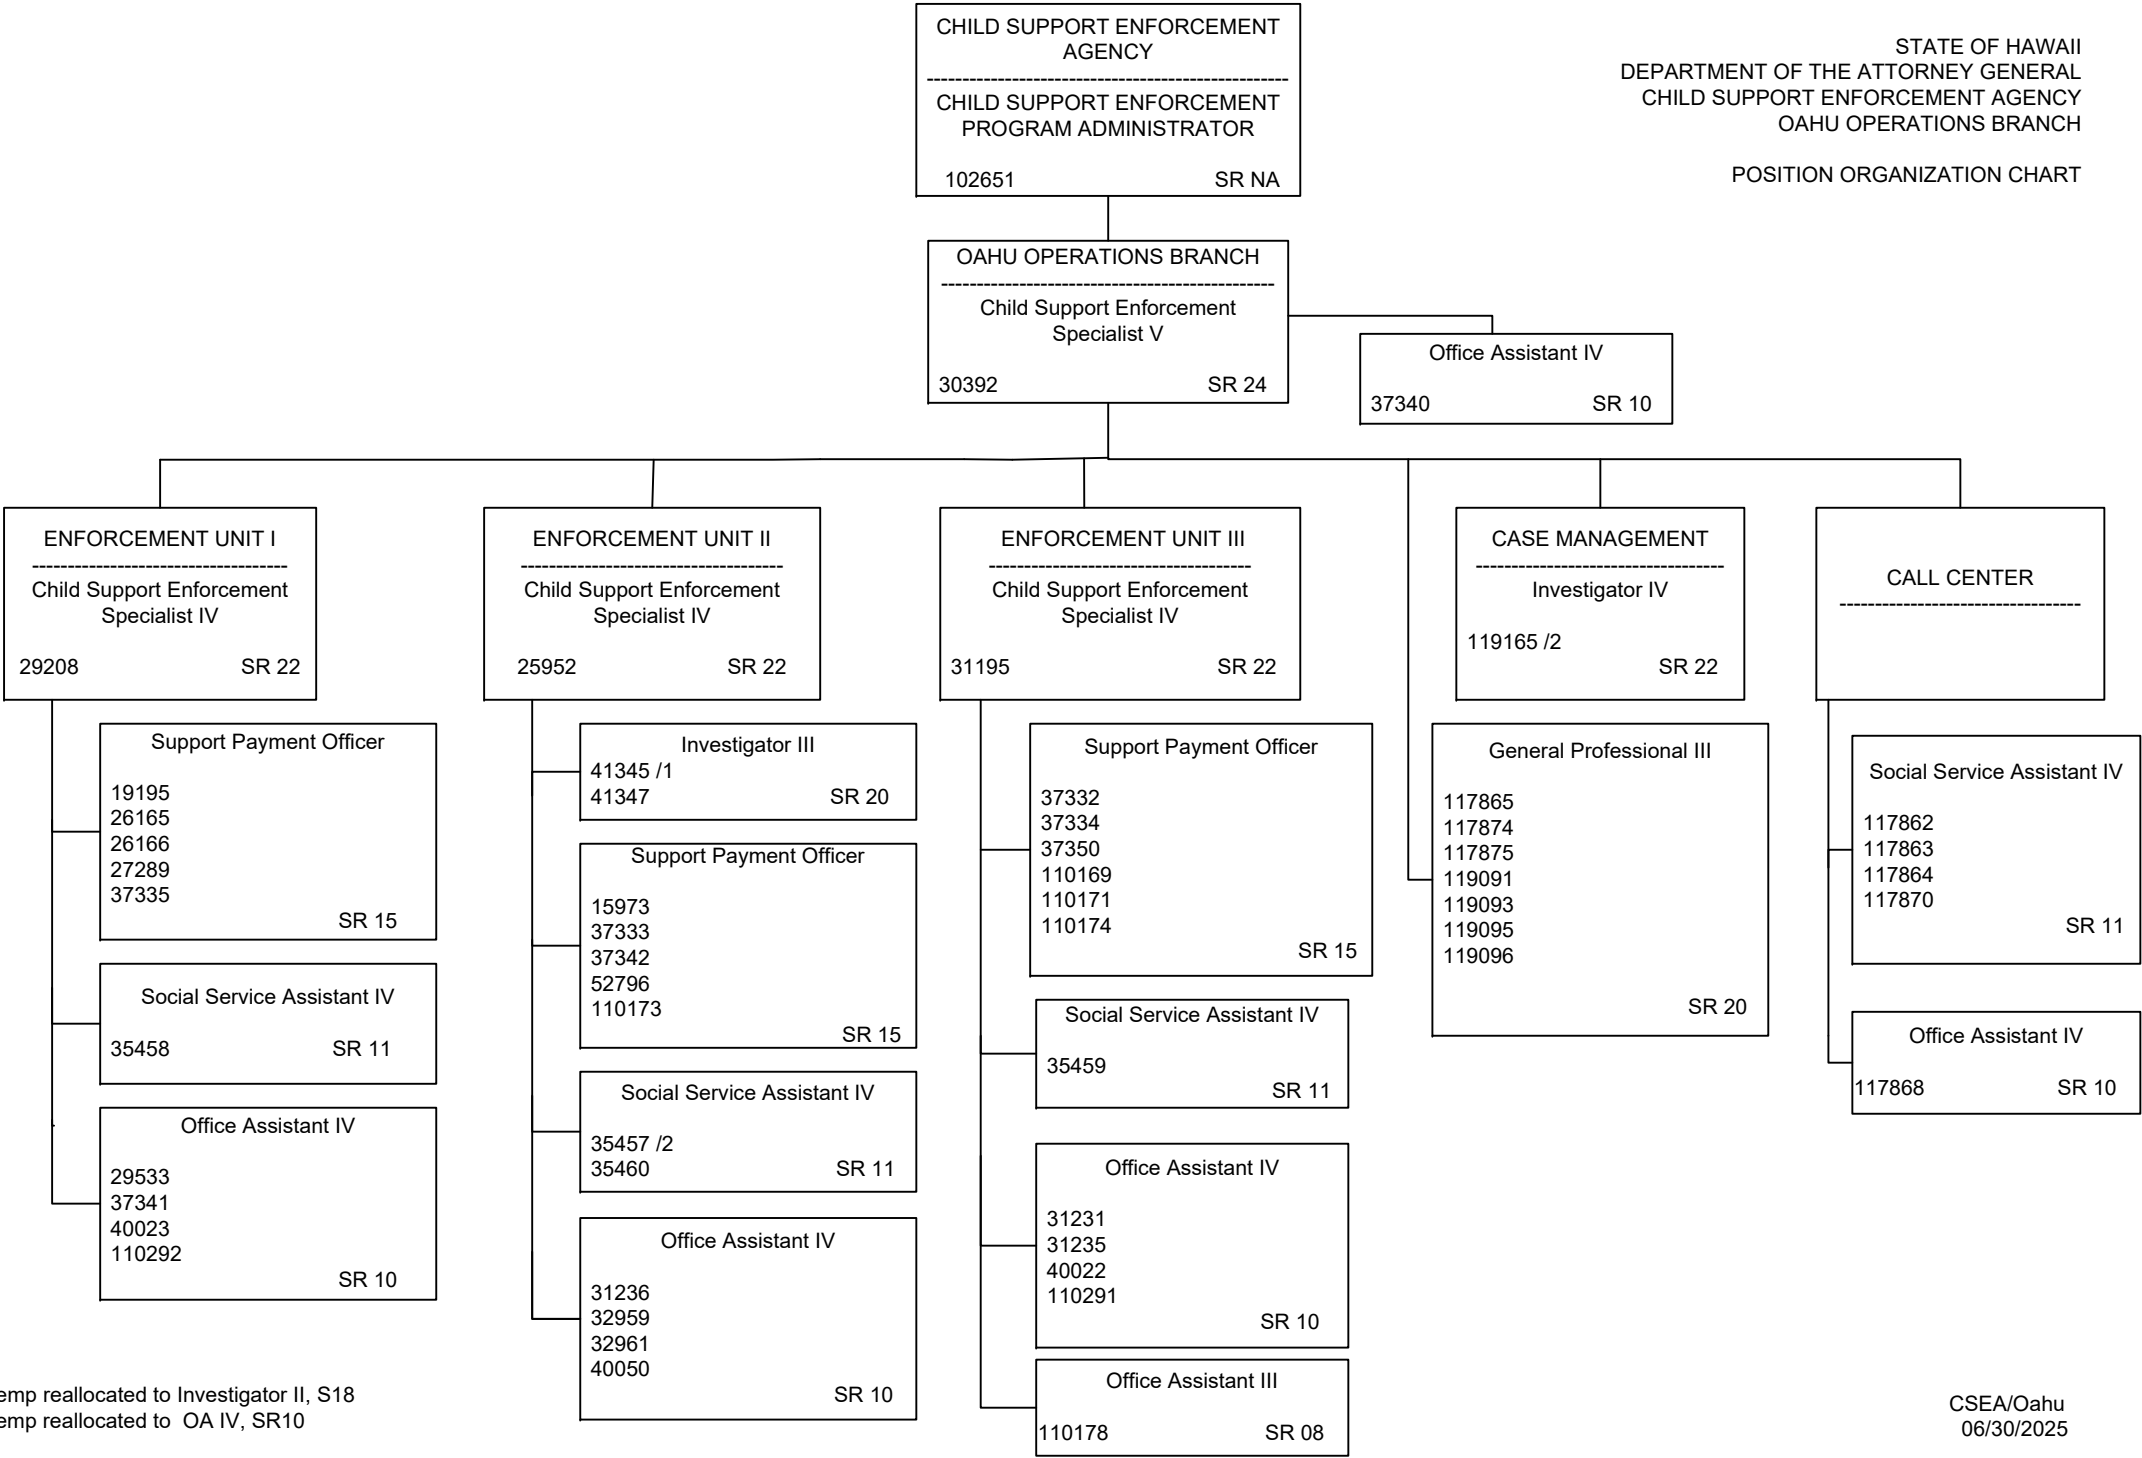 CHILD SUPPORT ENFORCEMENT
AGENCY
---------------------------------------------------
CHILD SUPPORT ENFORCEMENT
PROGRAM ADMINISTRATOR
102651 SR NA
STATE OF HAWAII
DEPARTMENT OF THE ATTORNEY GENERAL
CHILD SUPPORT ENFORCEMENT AGENCY
OAHU OPERATIONS BRANCH
POSITION ORGANIZATION CHART
OAHU OPERATIONS BRANCH
-----------------------------------------------
Child Support Enforcement
Specialist V
30392 SR 24
Office Assistant IV
37340 SR 10
ENFORCEMENT UNIT I
------------------------------------
Child Support Enforcement
Specialist IV
29208 SR 22
Support Payment Officer
19195
26165
26166
27289
37335
SR 15
Social Service Assistant IV
35458 SR 11
Office Assistant IV
29533
37341
40023
110292
SR 10
ENFORCEMENT UNIT II
-------------------------------------
Child Support Enforcement
Specialist IV
25952 SR 22
Investigator III
41345 /1
41347 SR 20
Support Payment Officer
15973
37333
37342
52796
110173
SR 15
Social Service Assistant IV
35457 /2
35460 SR 11
Office Assistant IV
31236
32959
32961
40050
SR 10
ENFORCEMENT UNIT III
-------------------------------------
Child Support Enforcement
Specialist IV
31195 SR 22
Support Payment Officer
37332
37334
37350
110169
110171
110174
SR 15
Social Service Assistant IV
35459
SR 11
Office Assistant IV
31231
31235
40022
110291
SR 10
Office Assistant III
110178 SR 08
CASE MANAGEMENT
-----------------------------------
Investigator IV
119165 /2
SR 22
General Professional III
117865
117874
117875
119091
119093
119095
119096
SR 20
CALL CENTER
----------------------------------
Social Service Assistant IV
117862
117863
117864
117870
SR 11
Office Assistant IV
117868 SR 10
emp reallocated to Investigator II, S18
emp reallocated to OA IV, SR10
CSEA/Oahu
06/30/2025